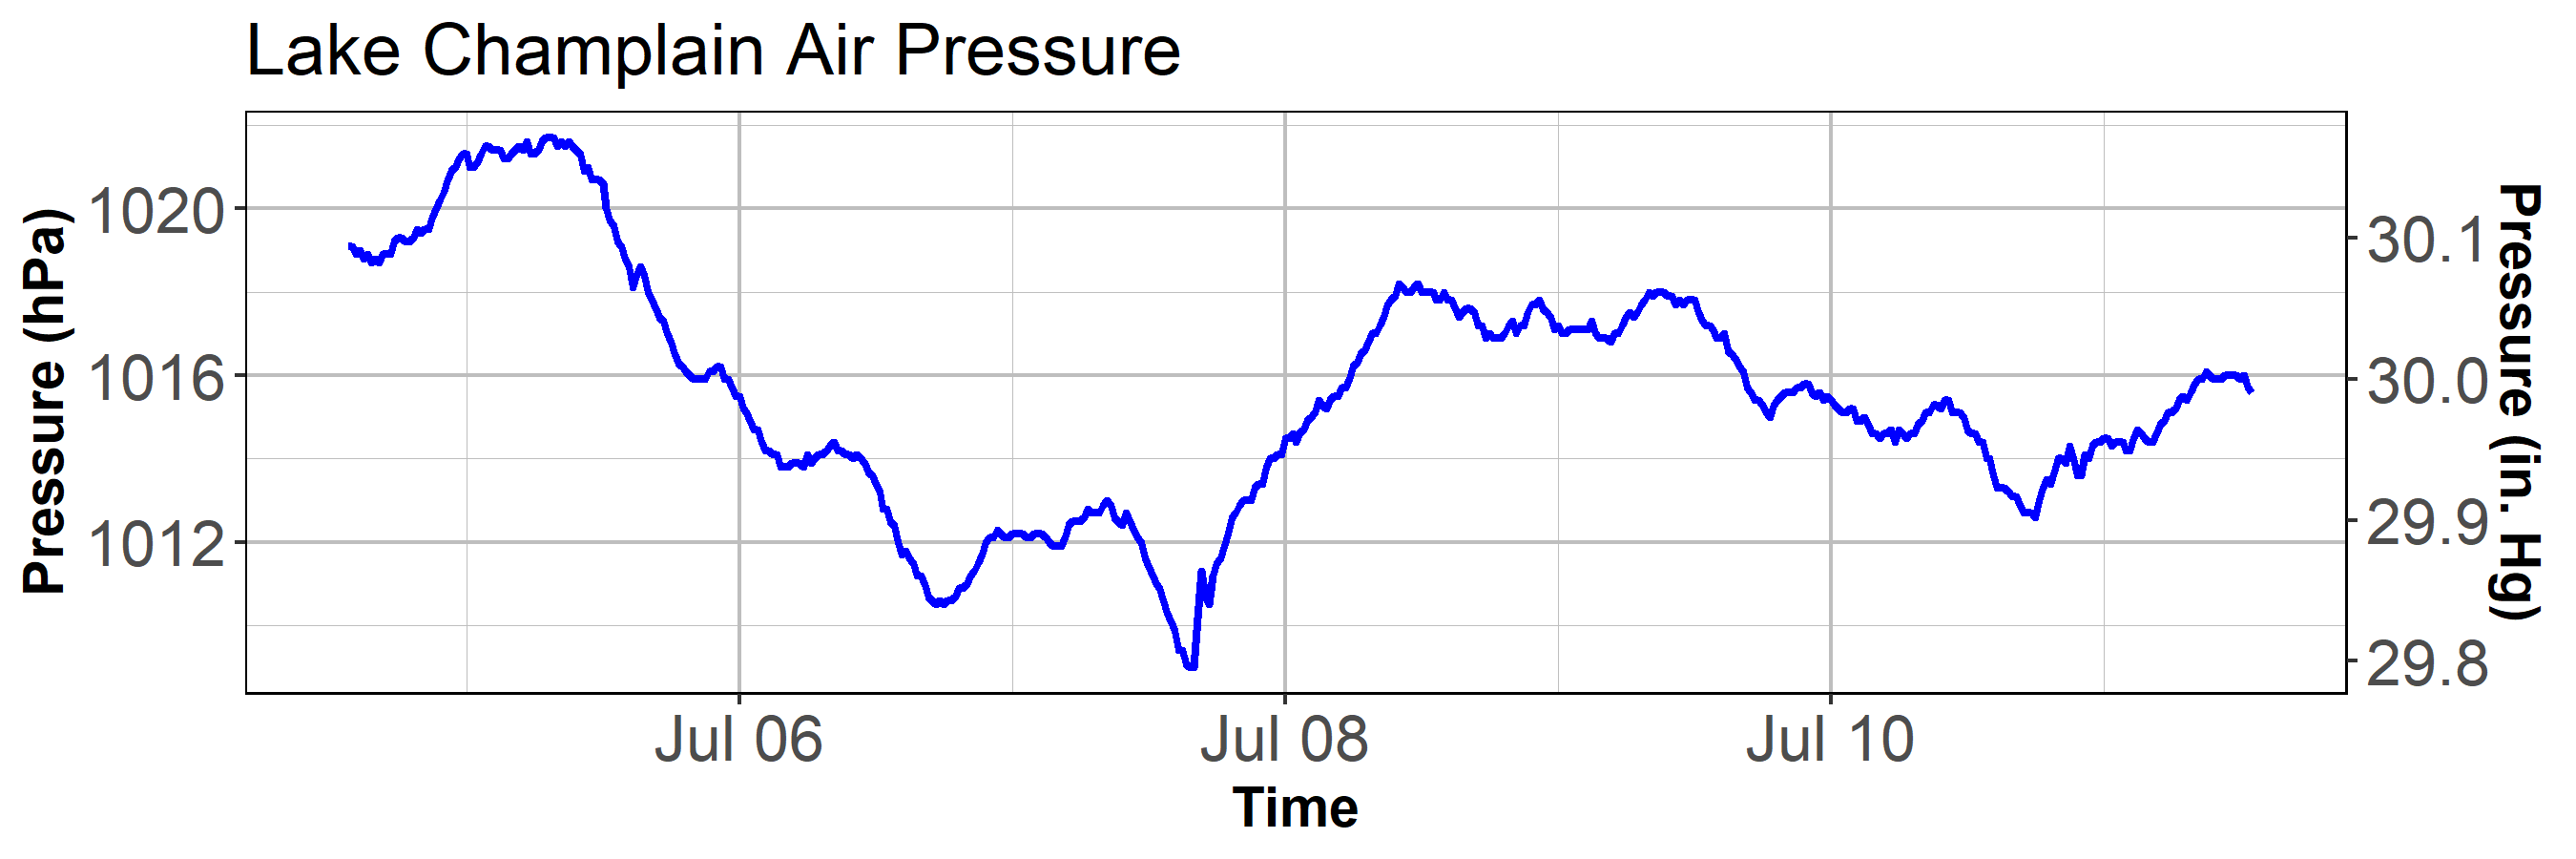 Lake Champlain Air Pressure
Pressure (hPa)
1020
1016
1012
30.1
30.0
29.9
29.8
Pressure (in. Hg)
Jul 06
Jul 08
Jul 10
Time